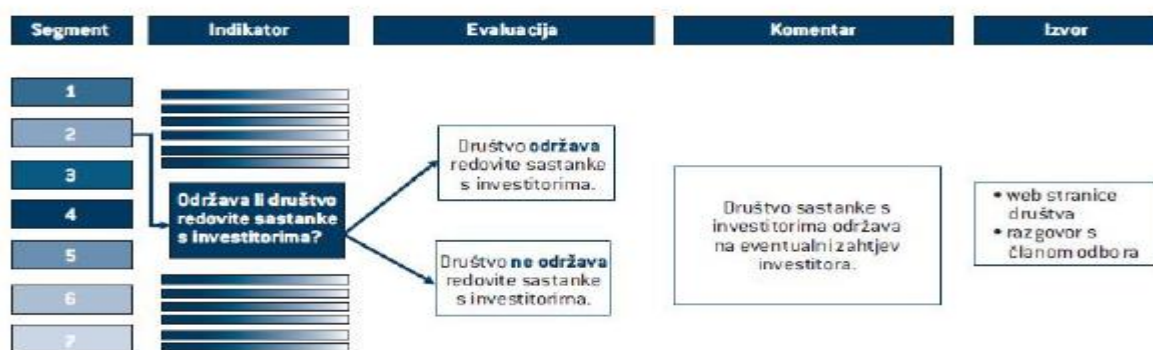 Segment
Indikator
Evaluacija
Komentar
Izvor
1
2
3
4
5
6
7
Održava li društvo
redovite sastanke
s investitorima?
Društvo održava
redovite sastanke
s investitorima.
Društvo ne održava
redovite sastanke
s investitorima.
Društvo sastanke s
investitorima održava
na eventualni zahtjev
investitora.
• web stranice
društva
• razgovor s
članom odbora